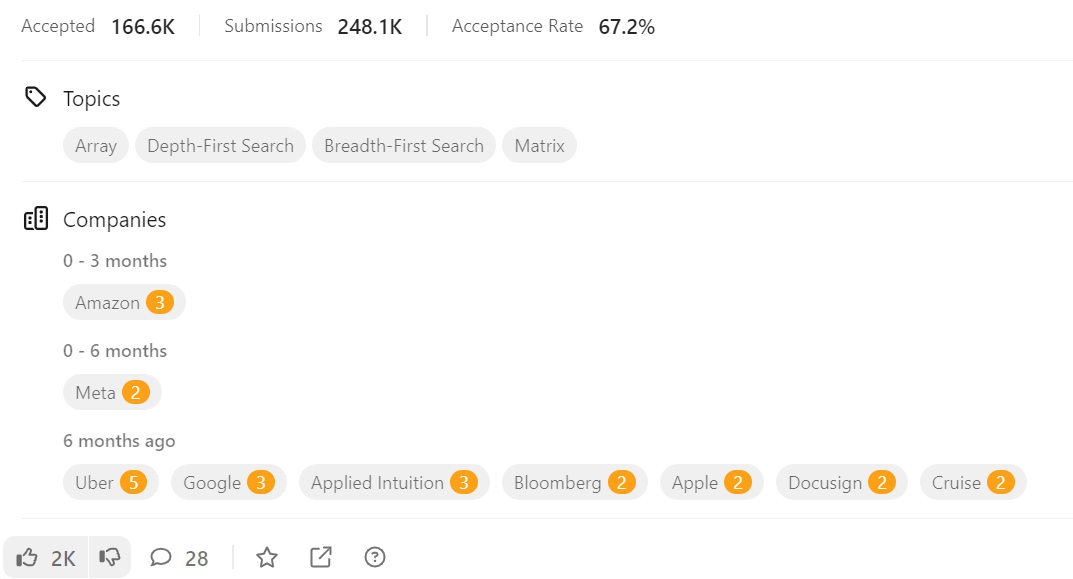 Accepted 166.6K Submissions 248.1K Acceptance Rate 67.2%
Topics
Array Depth-First Search Breadth-First Search Matrix
Companies
0 - 3 months
Amazon 3
0 - 6 months
Meta 2
6 months ago
Uber 5 Google 3 Applied Intuition 3 Bloomberg 2 Apple 2 Docusign 2 Cruise 2
2K 28